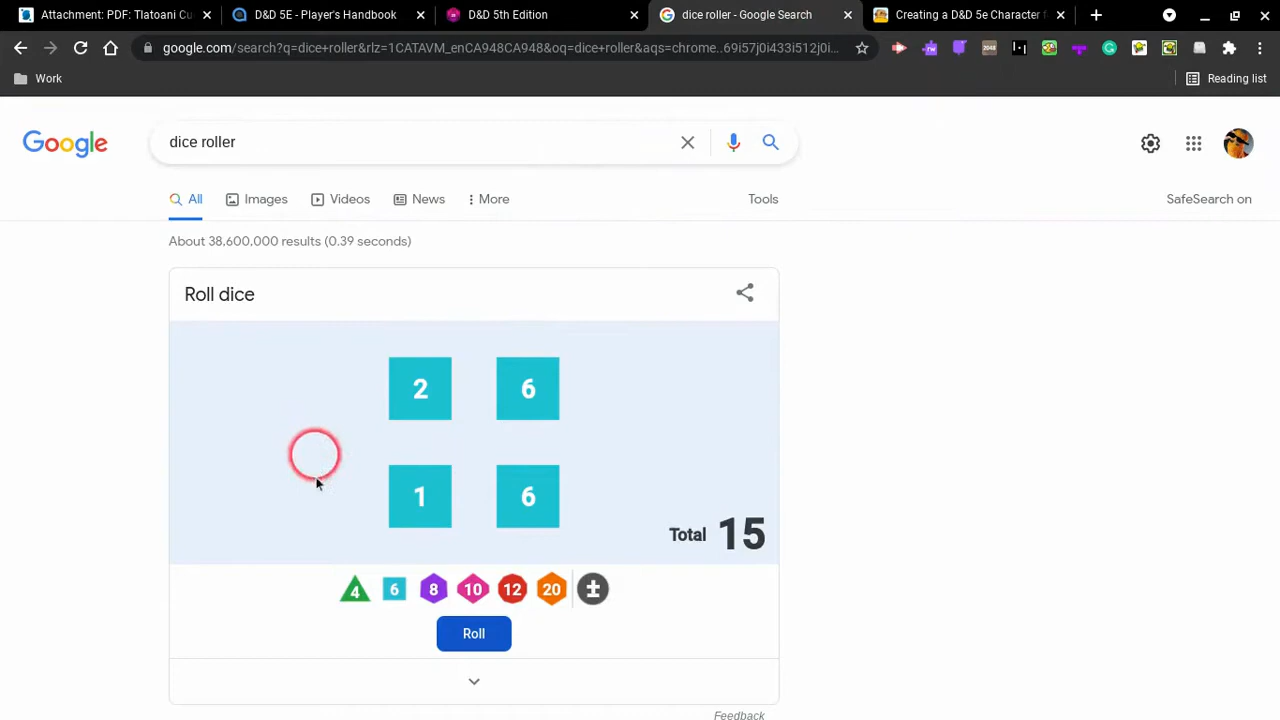 Attachment: PDF: Tlatoani Cu
D&D 5E - Player's Handbook
D&D 5th Edition
dice roller - Google Search
Creating a D&D 5e Character f
google.com/search?q=dice+roller&rlz=1CATAVM_enCA948CA948&oq=dice+roller&aqs=chrome..69i57j0i433i512j0i...
Work
Reading list
Google
dice roller
All
Images
Videos
News
More
Tools
SafeSearch on
About 38,600,000 results (0.39 seconds)
Roll dice
2 6
1 6
Total 15
4 6 8 10 12 20 ±
Roll
Feedback